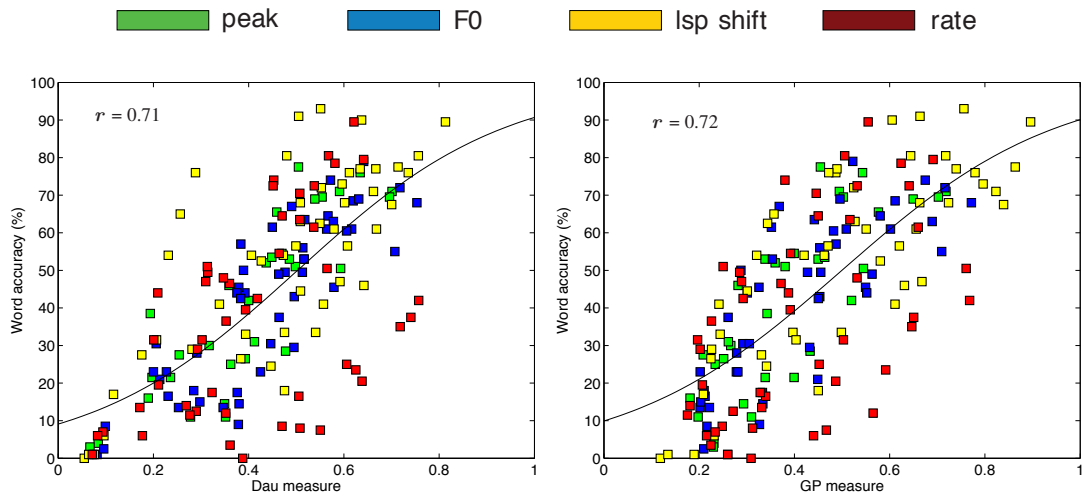 peak F0 lsp shift rate
100
90
80
70
60
50
40
30
20
10
0
Word accuracy (%)
r = 0.71
0 0.2 0.4 0.6 0.8 1
Dau measure
100
90
80
70
60
50
40
30
20
10
0
Word accuracy (%)
r = 0.72
0 0.2 0.4 0.6 0.8 1
GP measure